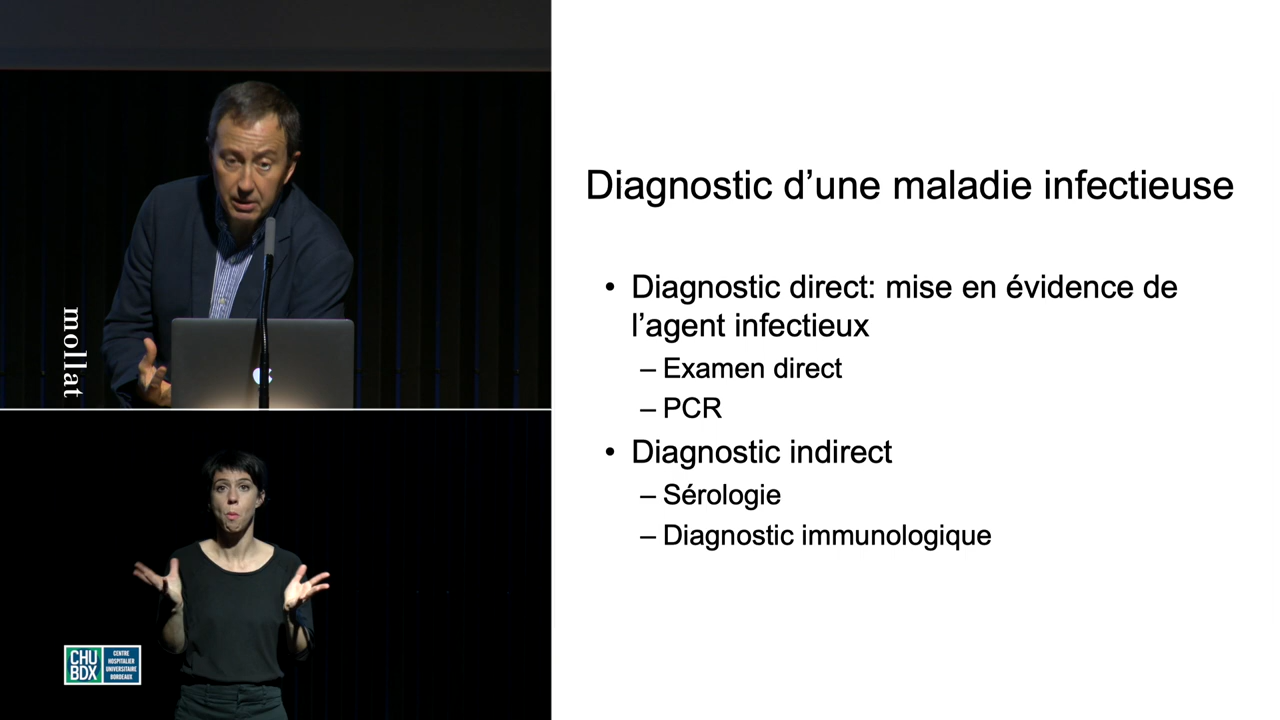 mollat
CHU
BDX
CENTRE
HOSPITALIER
UNIVERSITAIRE
BORDEAUX
Diagnostic d’une maladie infectieuse
• Diagnostic direct: mise en évidence de
l’agent infectieux
– Examen direct
– PCR
• Diagnostic indirect
– Sérologie
– Diagnostic immunologique